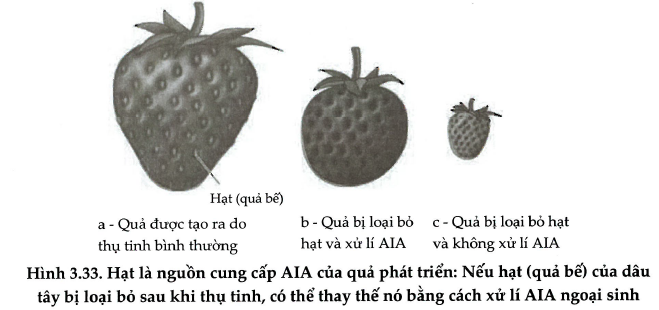 Hạt (quả bế)
a - Quả được tạo ra do
thụ tinh bình thường
b - Quả bị loại bỏ
hạt và xử lí AIA
c - Quả bị loại bỏ hạt
và không xử lí AIA
Hình 3.33. Hạt là nguồn cung cấp AIA của quả phát triển: Nếu hạt (quả bế) của dâu
tây bị loại bỏ sau khi thụ tinh, có thể thay thế nó bằng cách xử lí AIA ngoại sinh